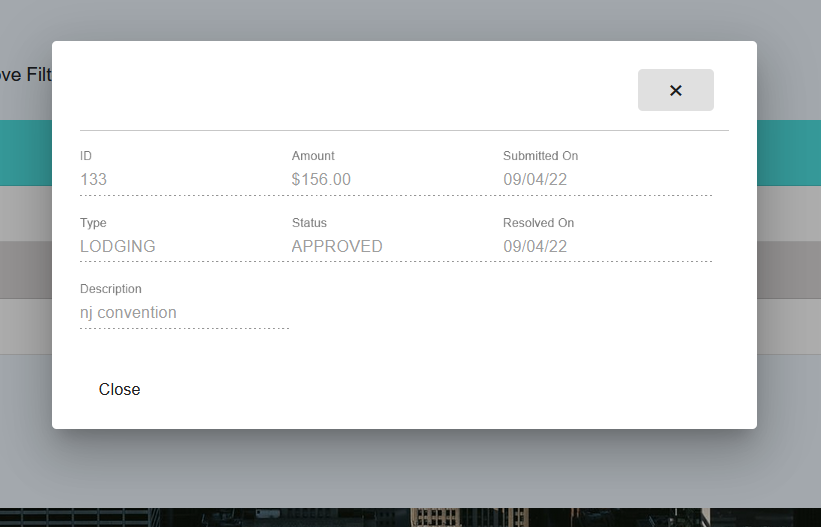 ve Filt
✕
ID Amount Submitted On
133 $156.00 09/04/22
Type Status Resolved On
LODGING APPROVED 09/04/22
Description
nj convention
Close